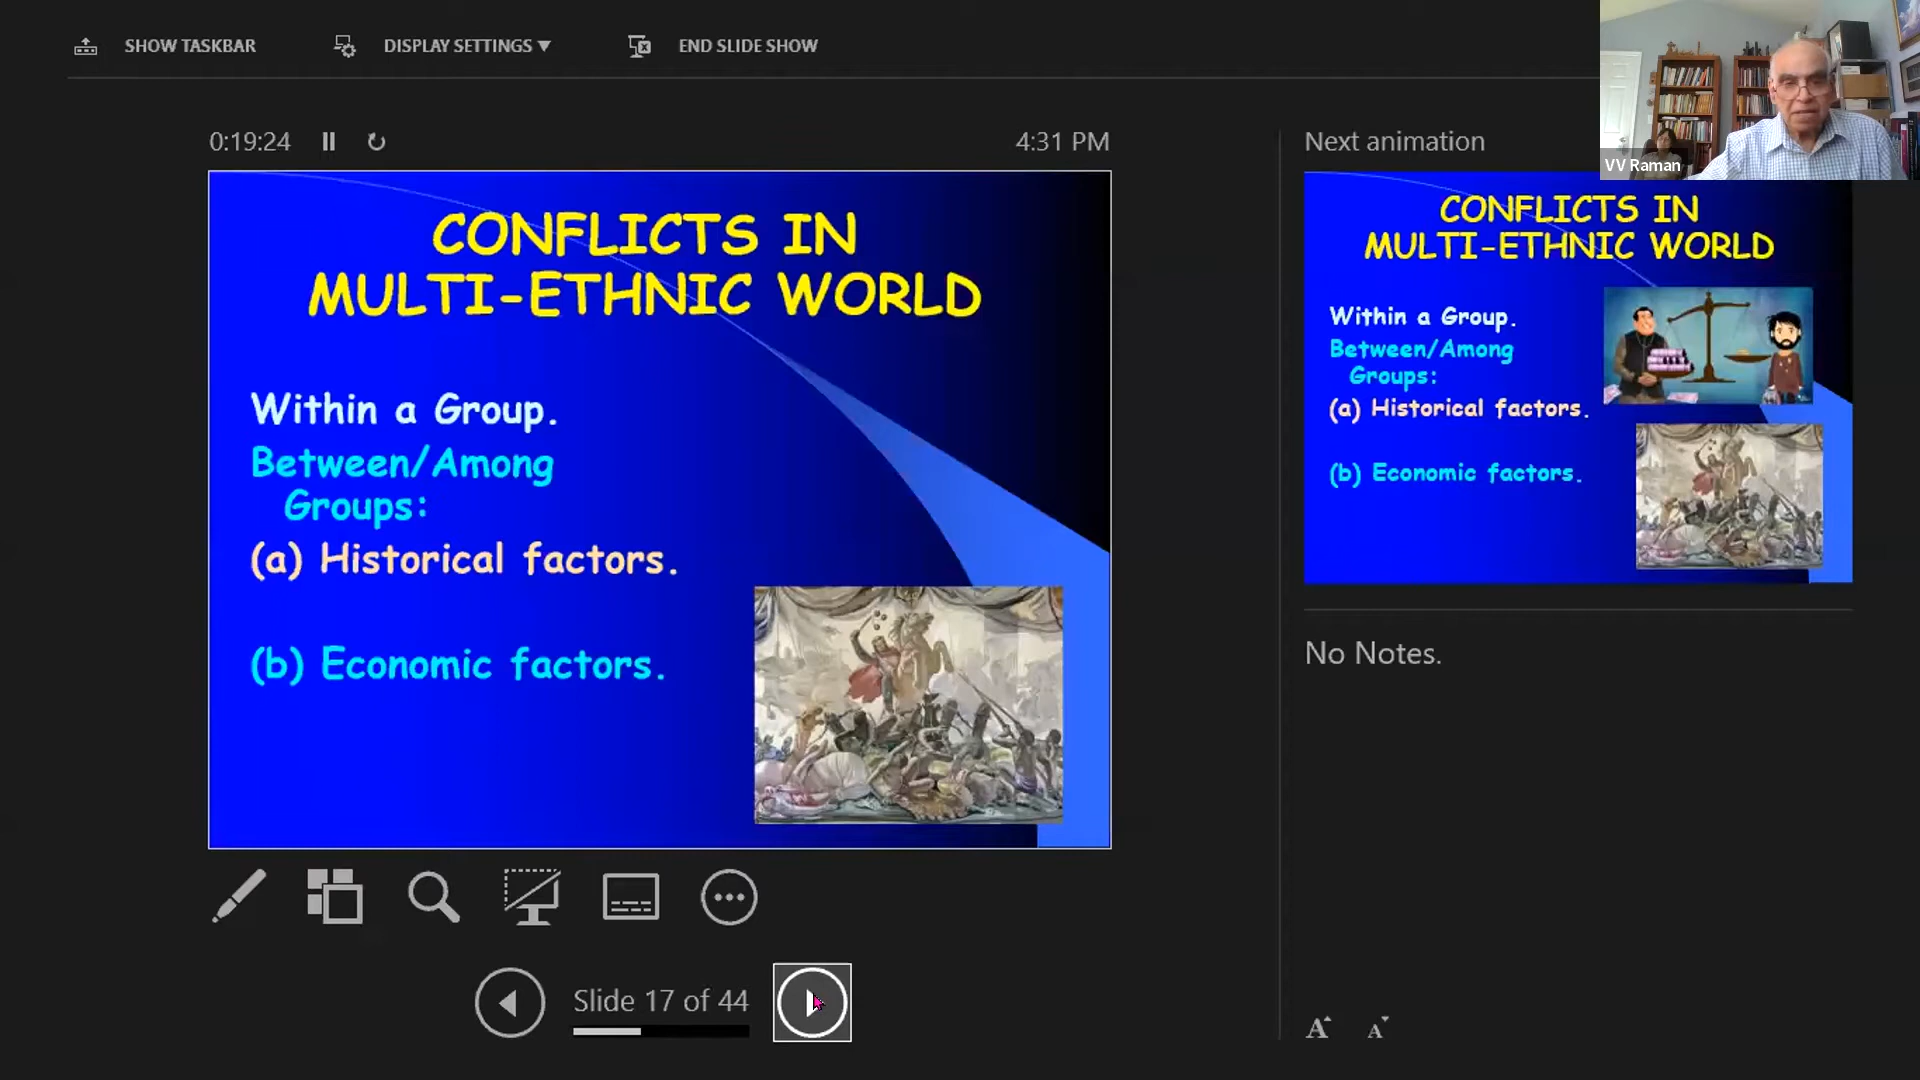 SHOW TASKBAR
DISPLAY SETTINGS ▼
END SLIDE SHOW
VV Raman
0:19:24
4:31 PM
Next animation
CONFLICTS IN
MULTI-ETHNIC WORLD
Within a Group.
Between/Among
Groups:
(a) Historical factors.
(b) Economic factors.
CONFLICTS IN
MULTI-ETHNIC WORLD
Within a Group.
Between/Among
Groups:
(a) Historical factors.
(b) Economic factors.
No Notes.
Slide 17 of 44
A
A